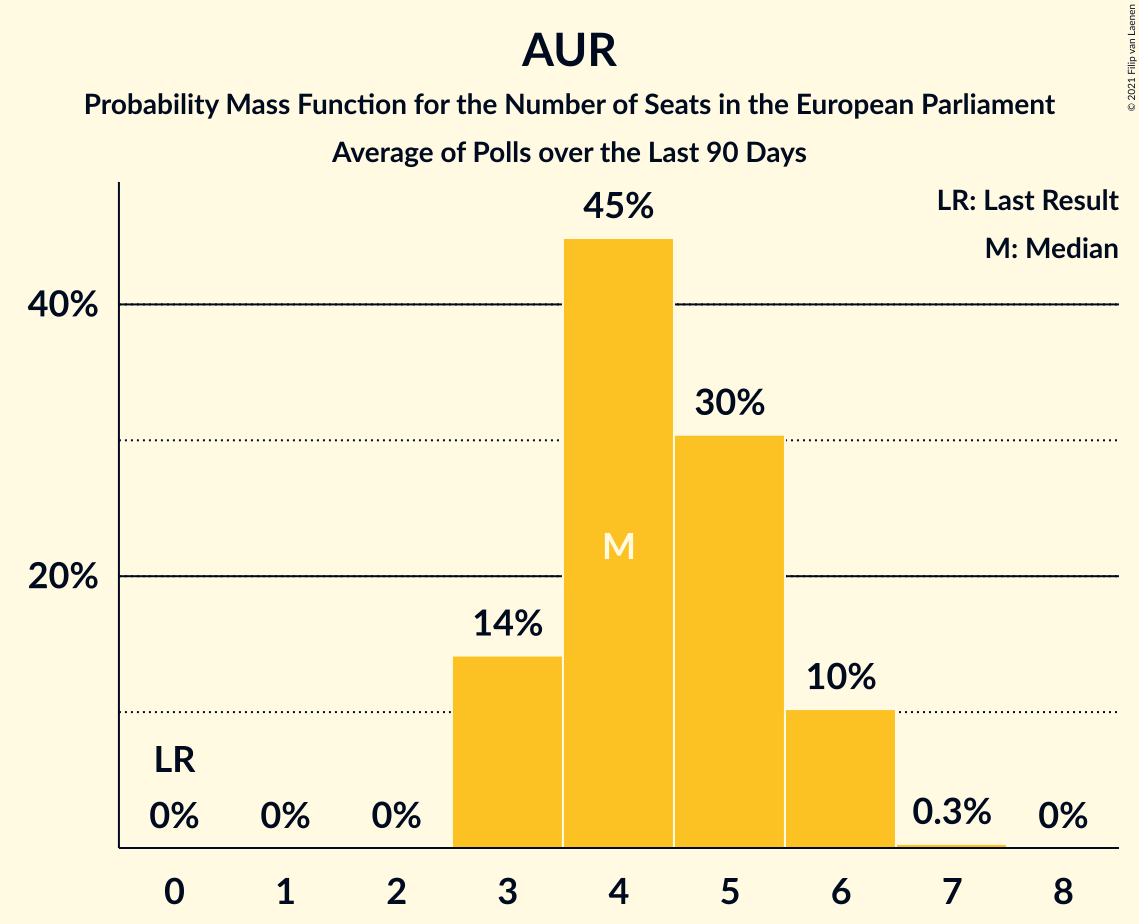 AUR
Probability Mass Function for the Number of Seats in the European Parliament
Average of Polls over the Last 90 Days
© 2021 Filip van Laenen
LR: Last Result
M: Median
40%
20%
LR
0%
0%
0%
14%
45%
M
30%
10%
0.3%
0%
0 1 2 3 4 5 6 7 8